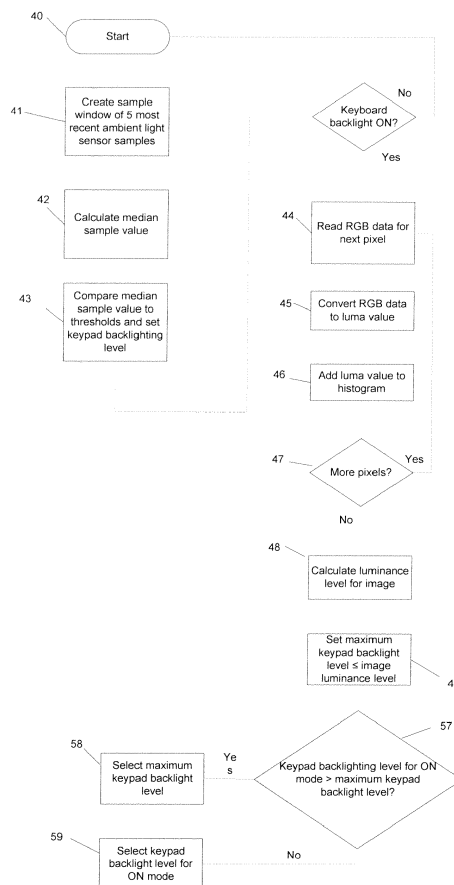 40
Start
41
Create sample
window of 5 most
recent ambient light
sensor samples
42
Calculate median
sample value
43
Compare median
sample value to
thresholds and set
keypad backlighting
level
No
Keyboard
backlight ON?
Yes
44
Read RGB data for
next pixel
45
Convert RGB data
to luma value
46
Add luma value to
histogram
47
More pixels?
Yes
No
48
Calculate luminance
level for image
Set maximum
keypad backlight
level ≤ image
luminance level
4
57
Keypad backlighting level for ON
mode > maximum keypad
backlight level?
Ye
s
58
Select maximum
keypad backlight
level
No
59
Select keypad
backlight level for
ON mode